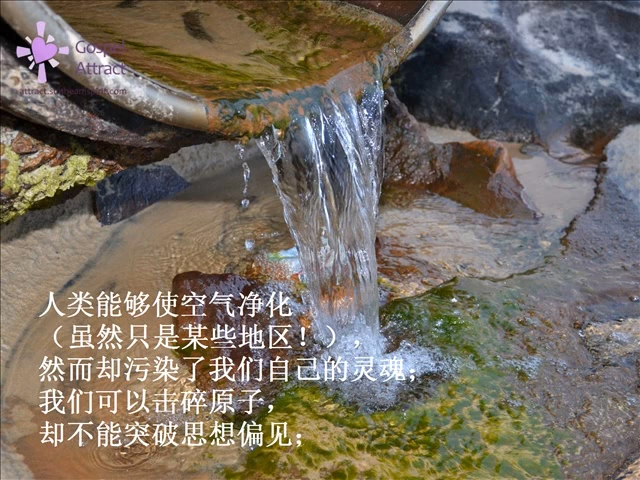 Gospel
Attract
人类能够使空气净化
（虽然只是某些地区！），
然而却污染了我们自己的灵魂；
我们可以击碎原子，
却不能突破思想偏见；